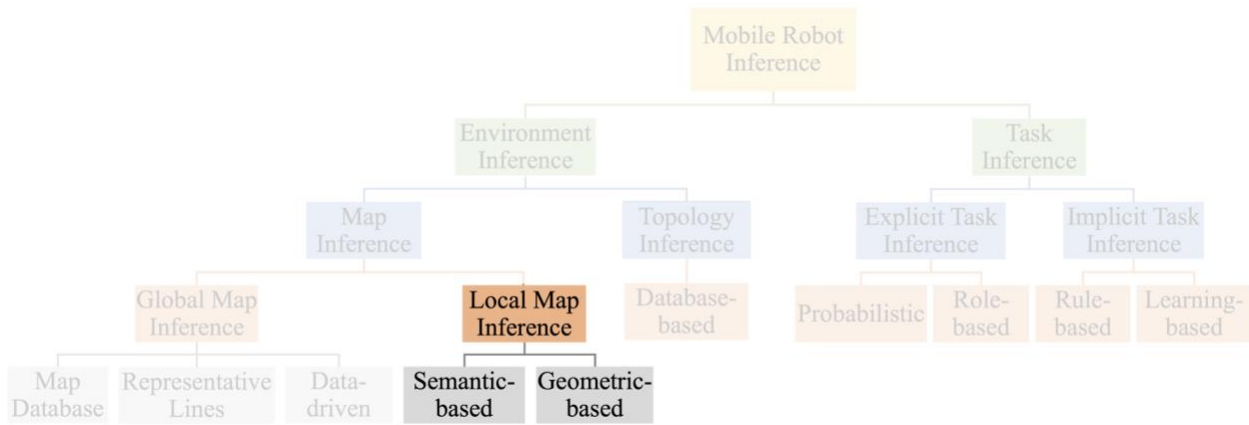 Mobile Robot
Inference
Environment
Inference
Task
Inference
Map
Inference
Topology
Inference
Explicit Task
Inference
Implicit Task
Inference
Global Map
Inference
Local Map
Inference
Database-
based
Probabilistic
Role-
based
Rule-
based
Learning-
based
Map
Database
Representative
Lines
Data-
driven
Semantic-
based
Geometric-
based